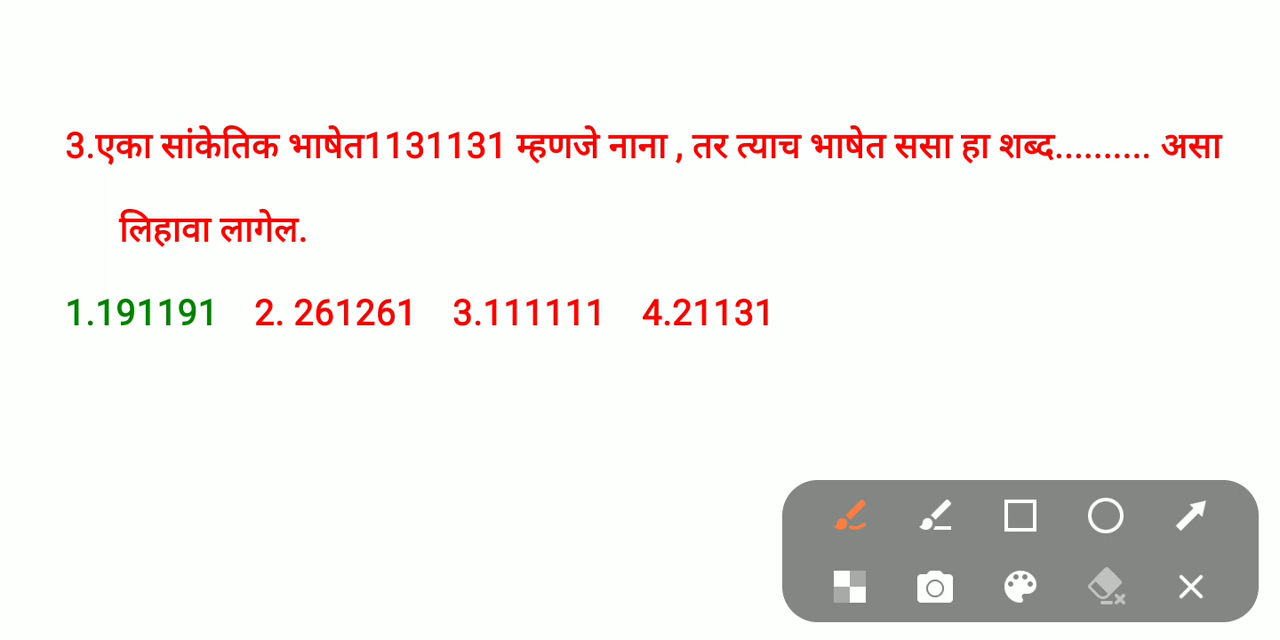 3.एका सांकेतिक भाषेत1131131 म्हणजे नाना , तर त्याच भाषेत ससा हा शब्द.......... असा
लिहावा लागेल.
1.191191 2. 261261 3.111111 4.21131